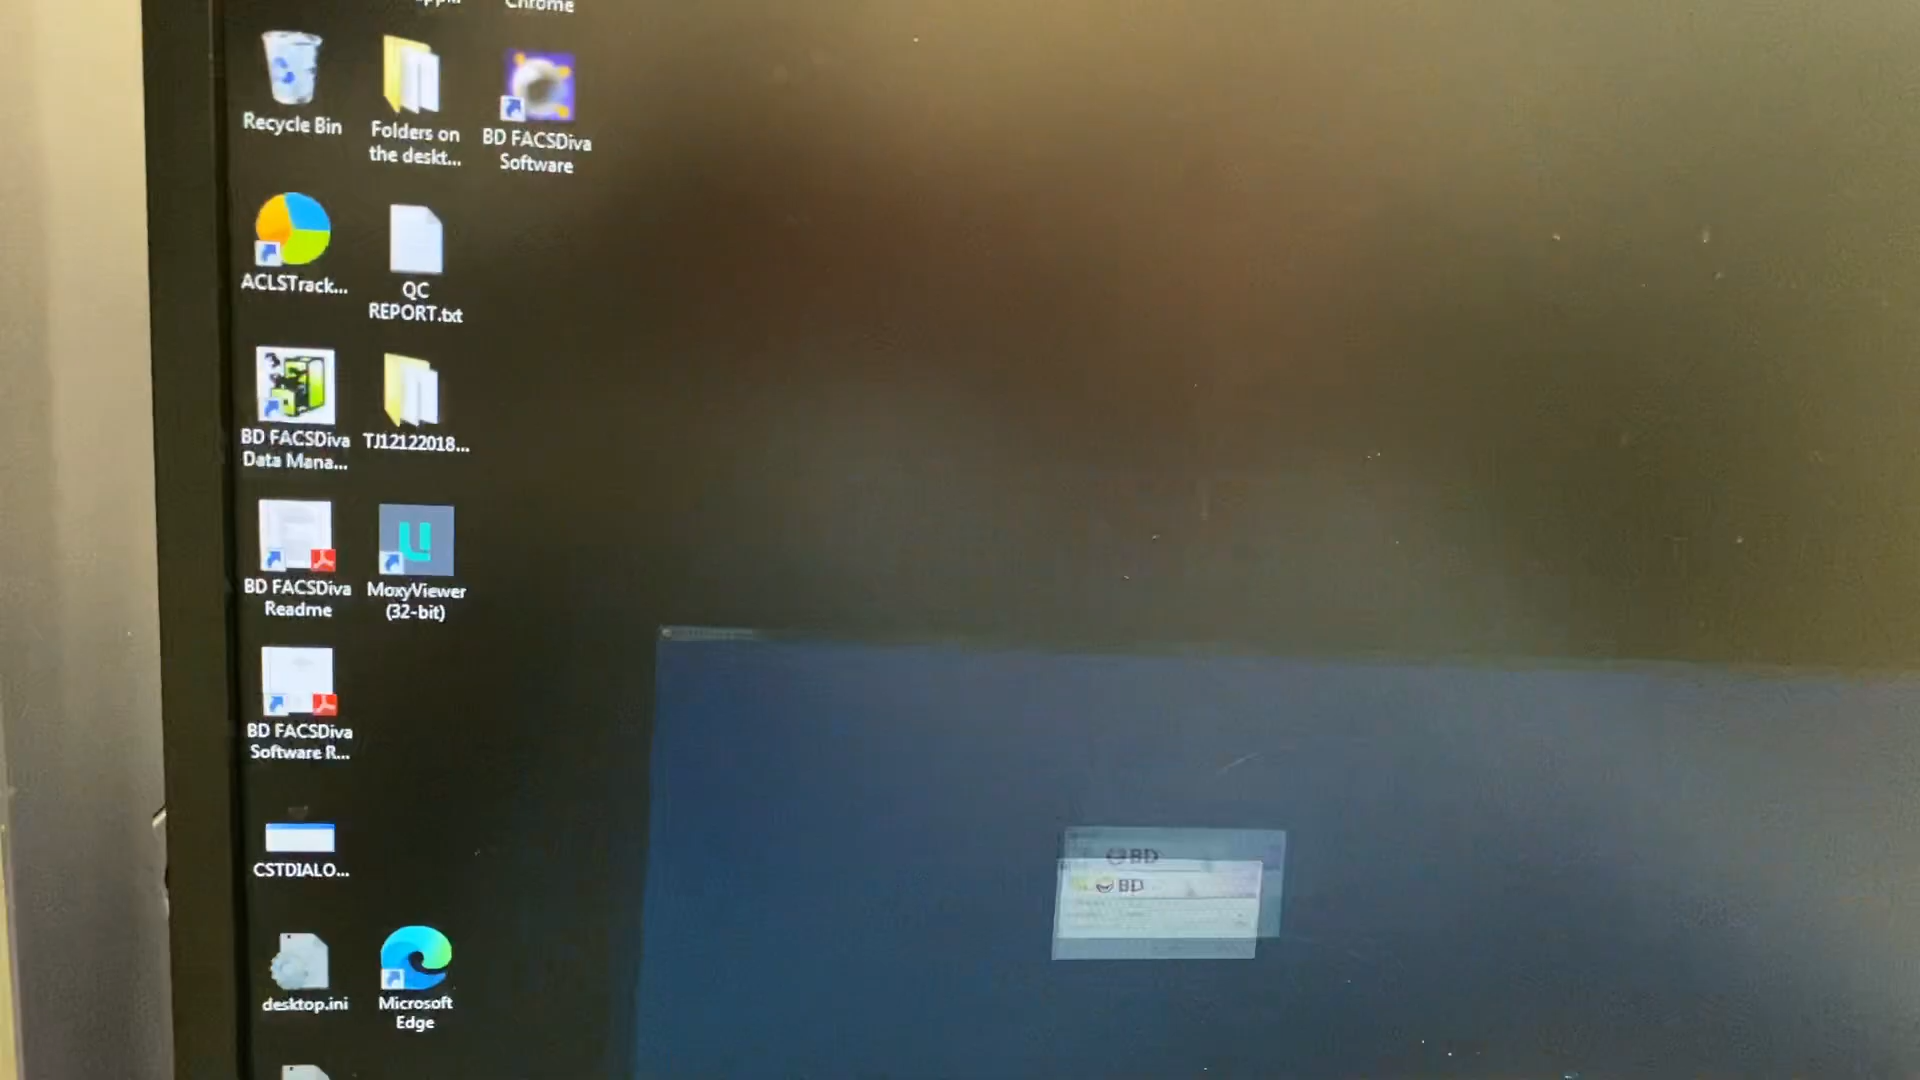 Chrome
Recycle Bin
Folders on
the deskt...
BD FACSDiva
Software
ACLSTrack...
QC
REPORT.txt
BD FACSDiva
Data Mana...
TJ12122018...
BD FACSDiva
Readme
MoxyViewer
(32-bit)
BD FACSDiva
Software R...
CSTDIALO...
desktop.ini
Microsoft
Edge
BD
BD